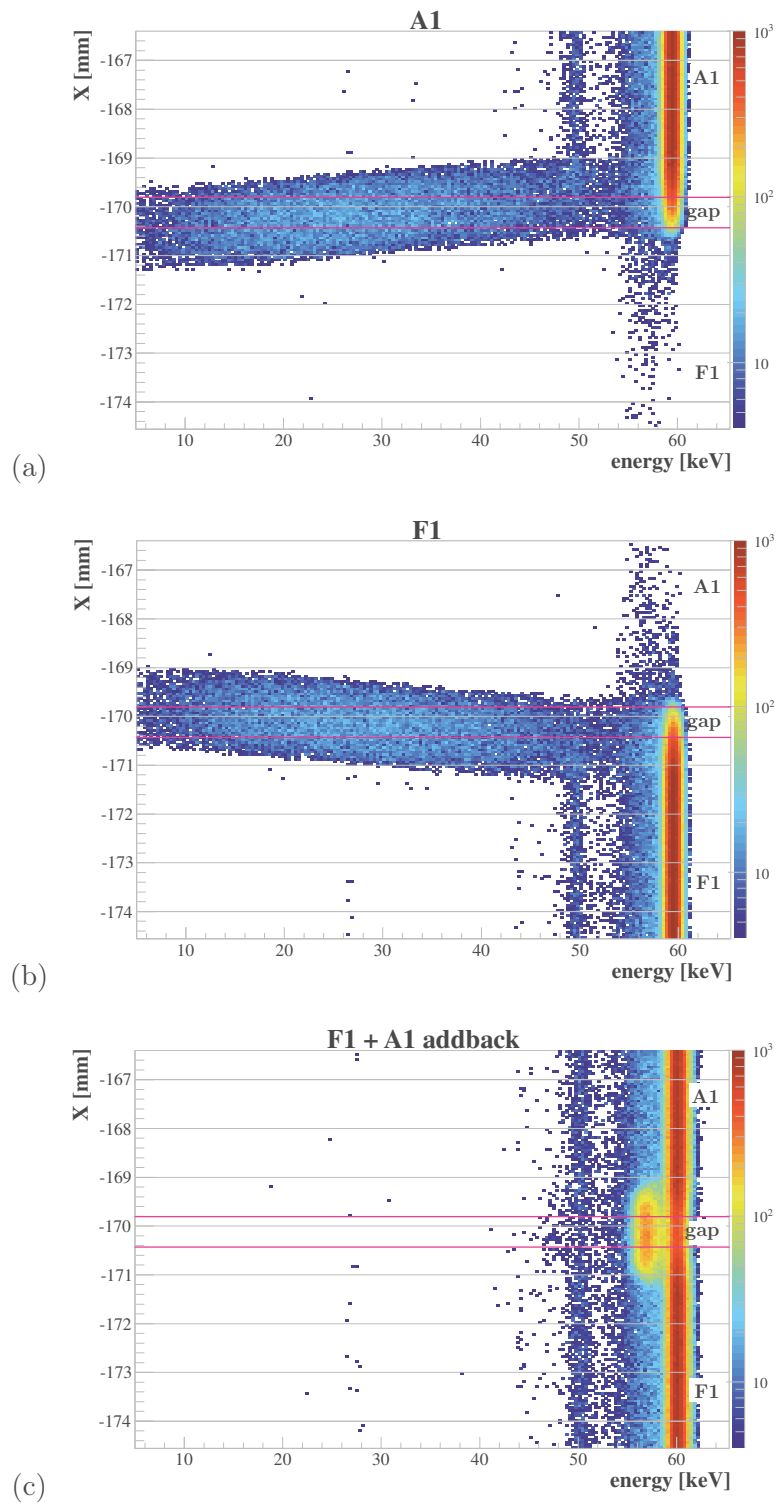 A1
X [mm]
10³
-167
A1
-168
-169
10²
-170
gap
-171
-172
-173
10
F1
-174
10 20 30 40 50 60
energy [keV]
(a)
F1
X [mm]
10³
-167
A1
-168
-169
10²
-170
gap
-171
-172
-173
10
F1
-174
10 20 30 40 50 60
energy [keV]
(b)
F1 + A1 addback
X [mm]
10³
-167
A1
-168
-169
10²
-170
gap
-171
-172
-173
10
F1
-174
10 20 30 40 50 60
energy [keV]
(c)